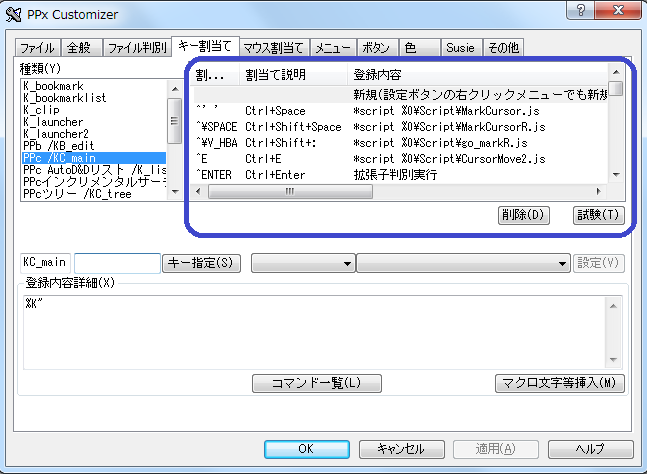 PPx Customizer
ファイル 全般 ファイル判別 キー割当て マウス割当て メニュー ボタン 色 Susie その他
種類(Y)
K_bookmark
K_bookmarklist
K_clip
K_launcher
K_launcher2
PPb /KB_edit
PPc /KC_main
PPc AutoD&Dリスト /K_lis
PPcインクリメンタルサーチ
PPcツリー /KC_tree
割... 割当て説明 登録内容
新規(設定ボタンの右クリックメニューでも新規
^' ' Ctrl+Space *script %0¥Script¥MarkCursor.js
^¥SPACE Ctrl+Shift+Space *script %0¥Script¥MarkCursorR.js
^¥V_HBA Ctrl+Shift+: *script %0¥Script¥go_markR.js
^E Ctrl+E *script %0¥Script¥CursorMove2.js
^ENTER Ctrl+Enter 拡張子判別実行
削除(D) 試験(T)
KC_main キー指定(S) 設定(V)
登録内容詳細(X)
%K"
コマンド一覧(L) マクロ文字等挿入(M)
OK キャンセル 適用(A) ヘルプ